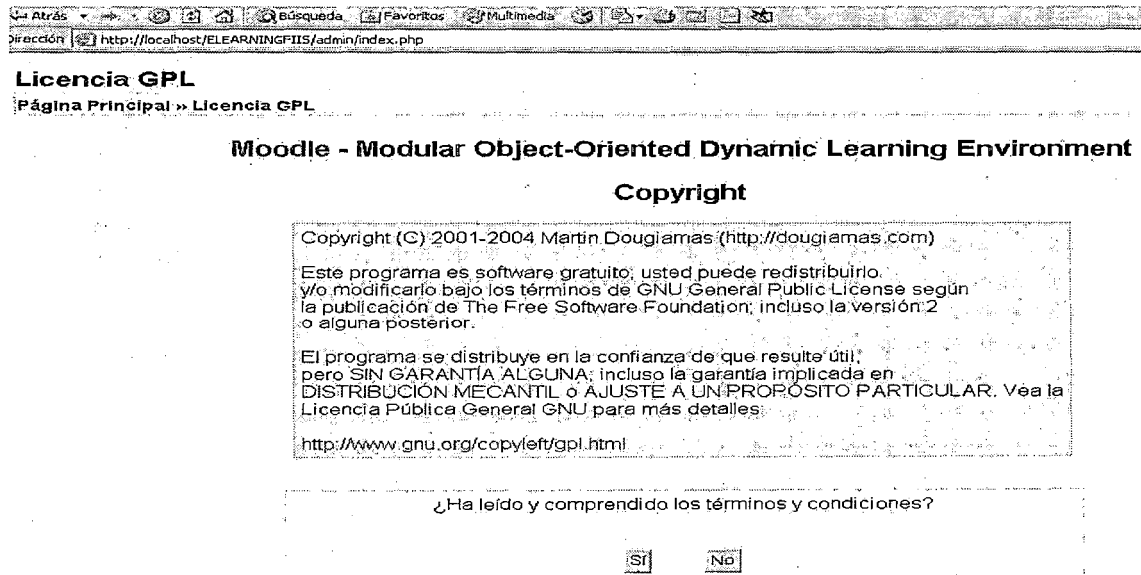 Atrás Búsqueda Favoritos Multimedia
Dirección http://localhost/ELEARNINGFIIS/admin/index.php
Licencia GPL
Página Principal » Licencia GPL
Moodle - Modular Object-Oriented Dynamic Learning Environment
Copyright
Copyright (C) 2001-2004 Martin Dougiamas (http://dougiamas.com)
Este programa es software gratuito; usted puede redistribuirlo
y/o modificarlo bajo los términos de GNU General Public License según
la publicación de The Free Software Foundation; incluso la versión 2
o alguna posterior.
El programa se distribuye en la confianza de que resulte útil,
pero SIN GARANTÍA ALGUNA; incluso la garantía implicada en
DISTRIBUCIÓN MECANTIL o AJUSTE A UN PROPÓSITO PARTICULAR. Vea la
Licencia Pública General GNU para más detalles:
http://www.gnu.org/copyleft/gpl.html
¿Ha leído y comprendido los términos y condiciones?
Sí No